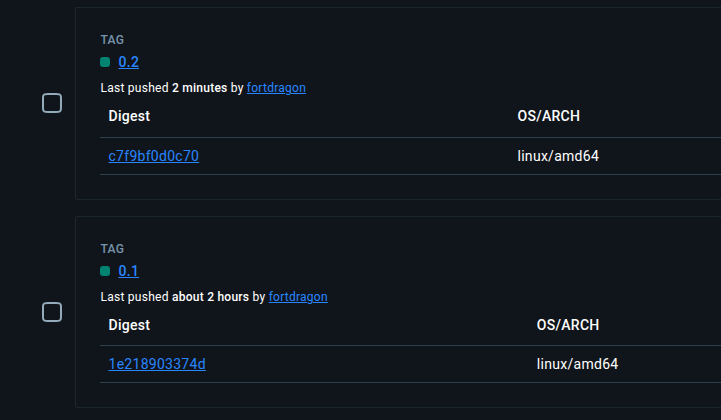 TAG
0.2
Last pushed 2 minutes by fortdragon
Digest OS/ARCH
c7f9bf0d0c70 linux/amd64
TAG
0.1
Last pushed about 2 hours by fortdragon
Digest OS/ARCH
1e218903374d linux/amd64